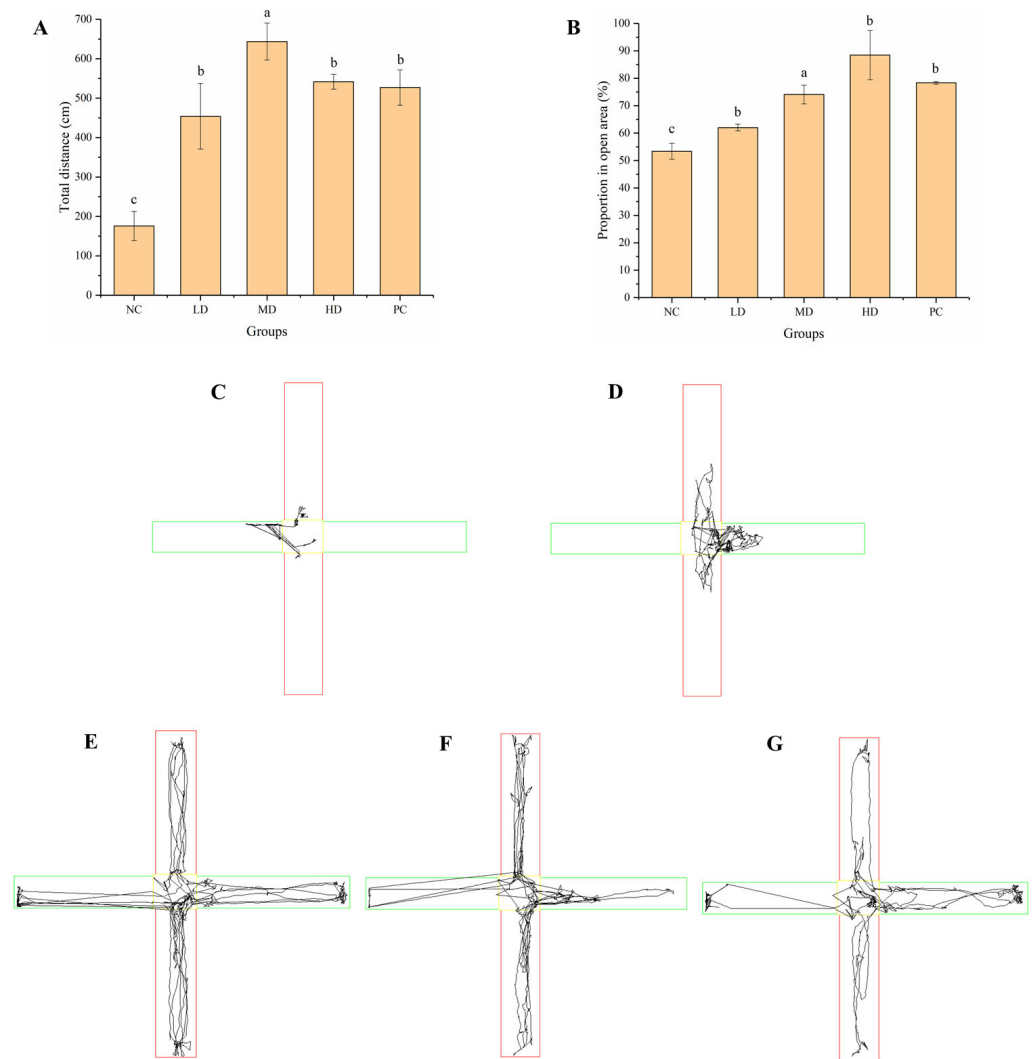 A
Total distance (cm)
700
600
500
400
300
200
100
0
c
b
a
b
b
NC LD MD HD PC
Groups
B
Proportion in open area (%)
100
90
80
70
60
50
40
30
20
10
0
c
b
a
b
b
NC LD MD HD PC
Groups
C
D
E
F
G